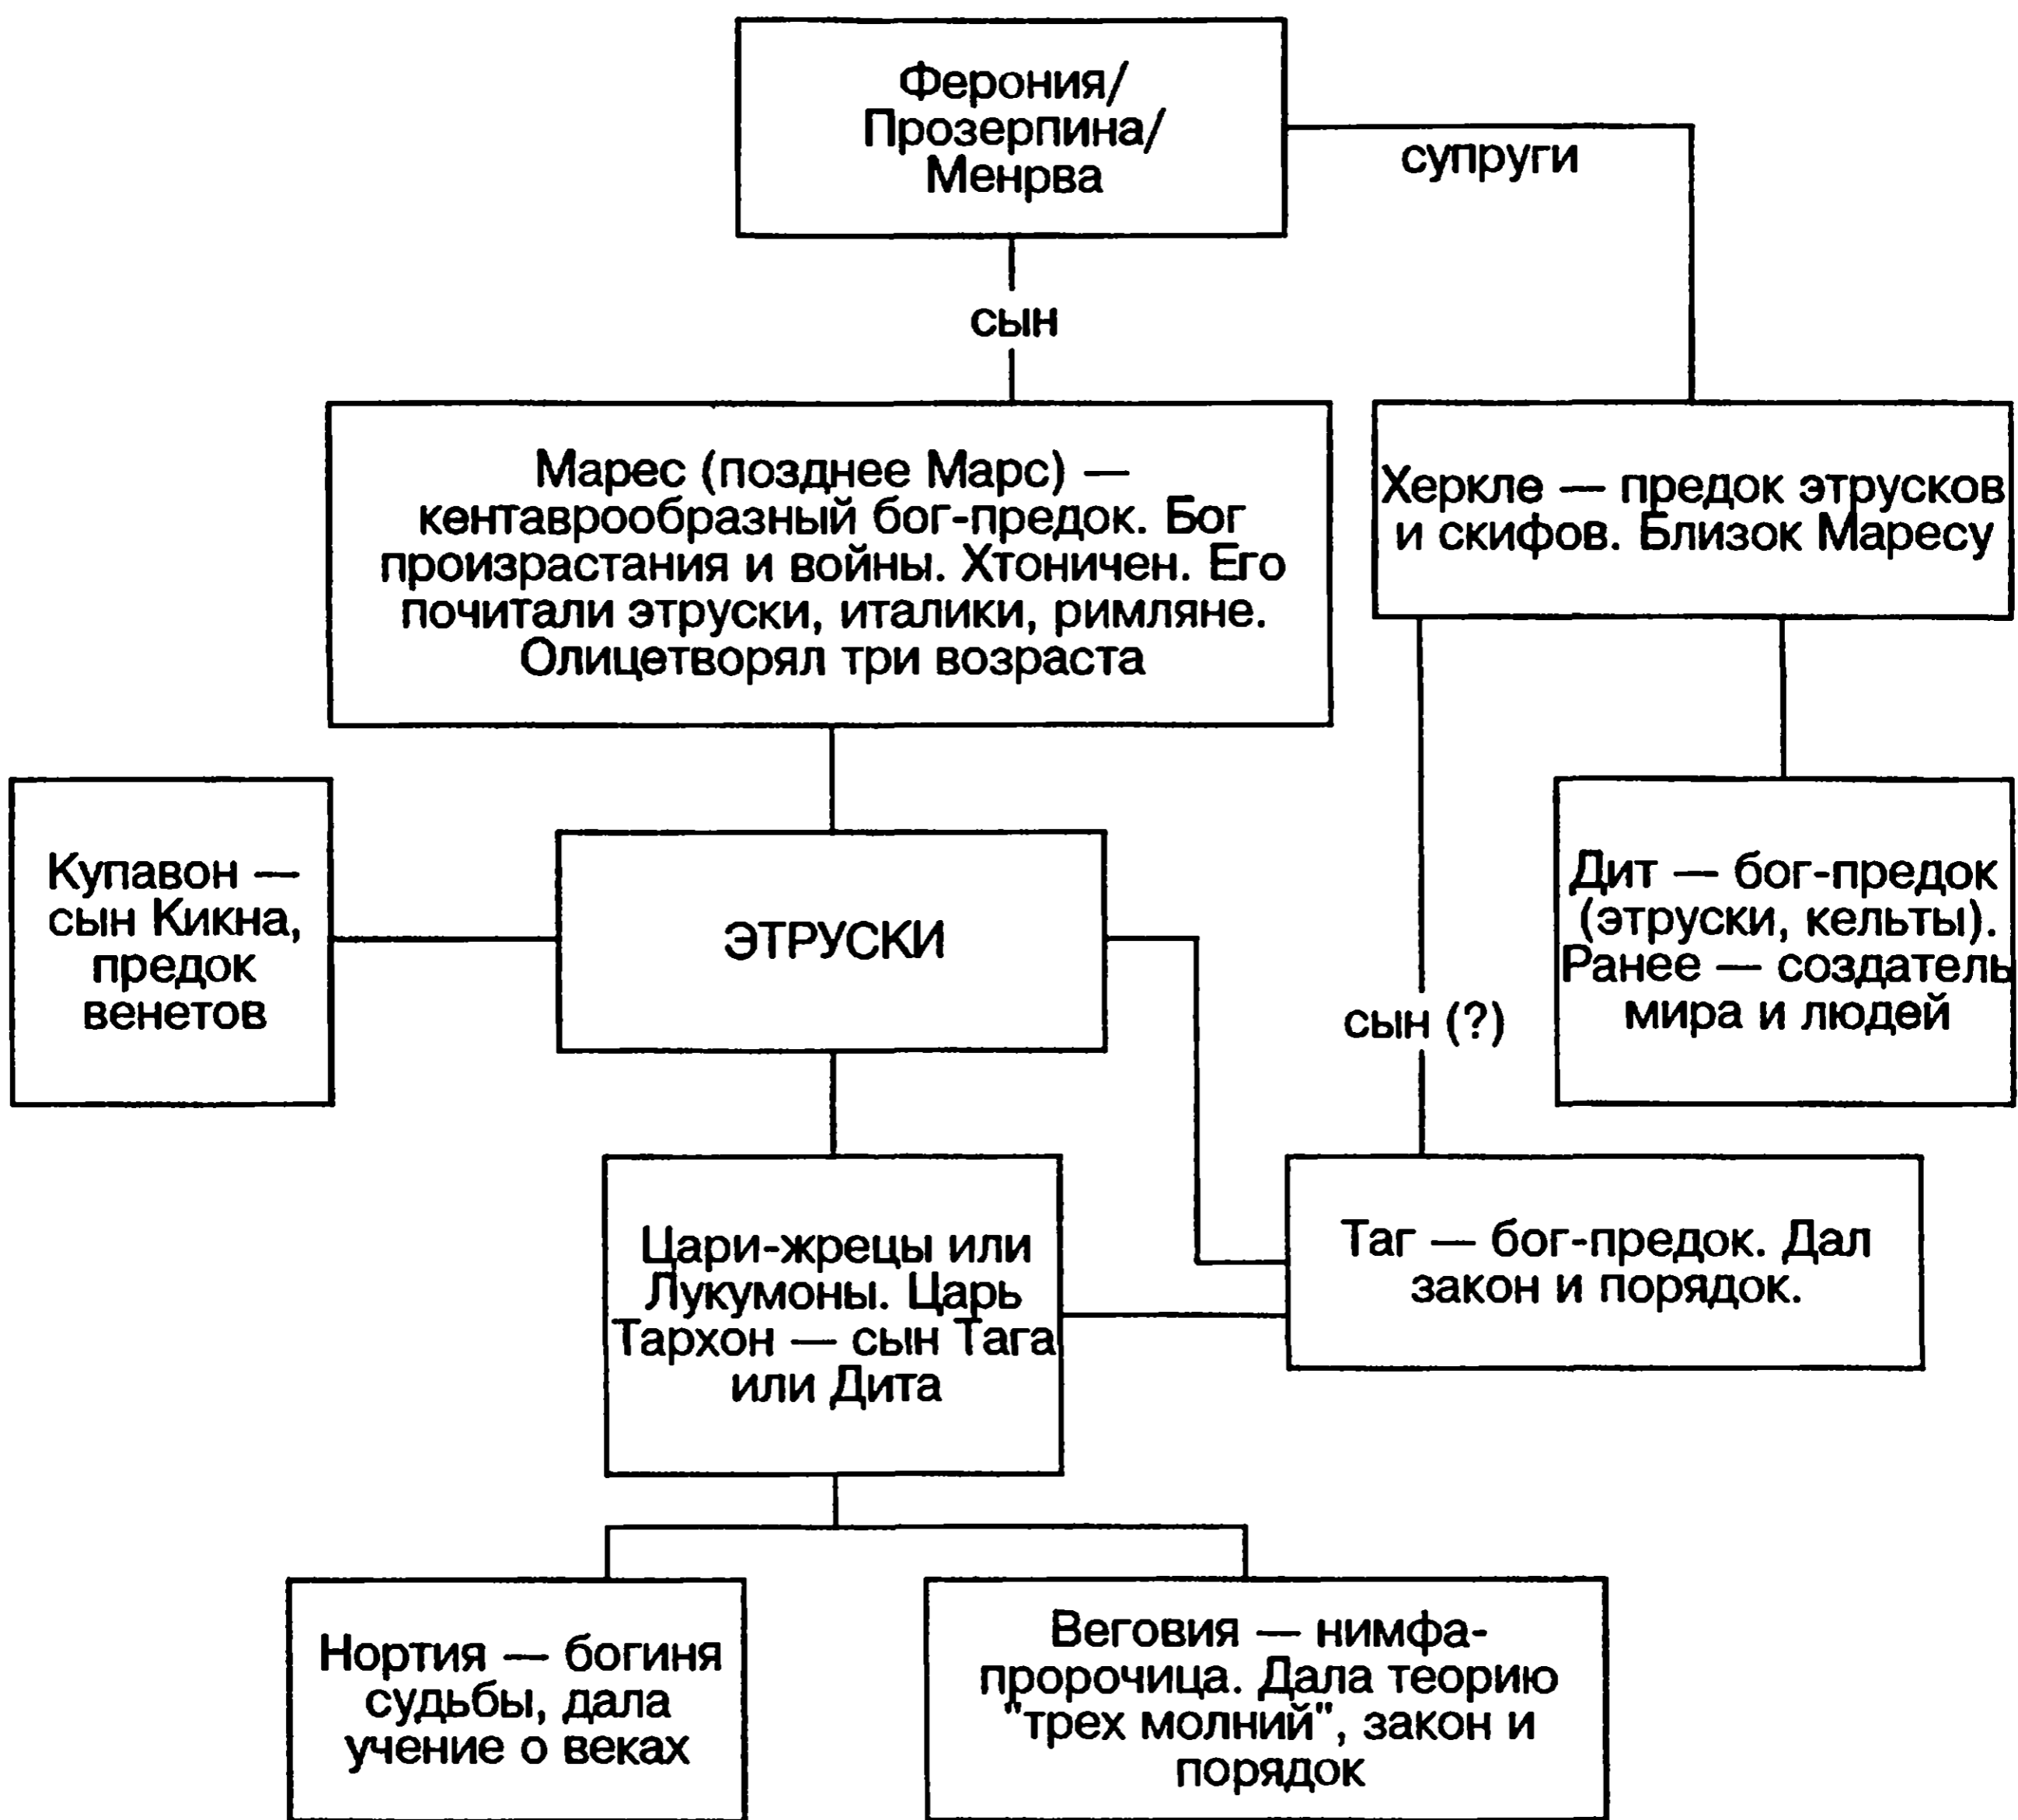 Ферония/
Прозерпина/
Менрва
супруги
сын
Марес (позднее Марс) —
кентаврообразный бог-предок. Бог
произрастания и войны. Хтоничен. Его
почитали этруски, италики, римляне.
Олицетворял три возраста
Херкле — предок этрусков
и скифов. Близок Маресу
Купавон —
сын Кикна,
предок
венетов
ЭТРУСКИ
Дит — бог-предок
(этруски, кельты).
Ранее — создатель
мира и людей
сын (?)
Цари-жрецы или
Лукумоны. Царь
Тархон — сын Тага
или Дита
Таг — бог-предок. Дал
закон и порядок.
Нортия — богиня
судьбы, дала
учение о веках
Веговия — нимфа-
пророчица. Дала теорию
"трех молний", закон и
порядок